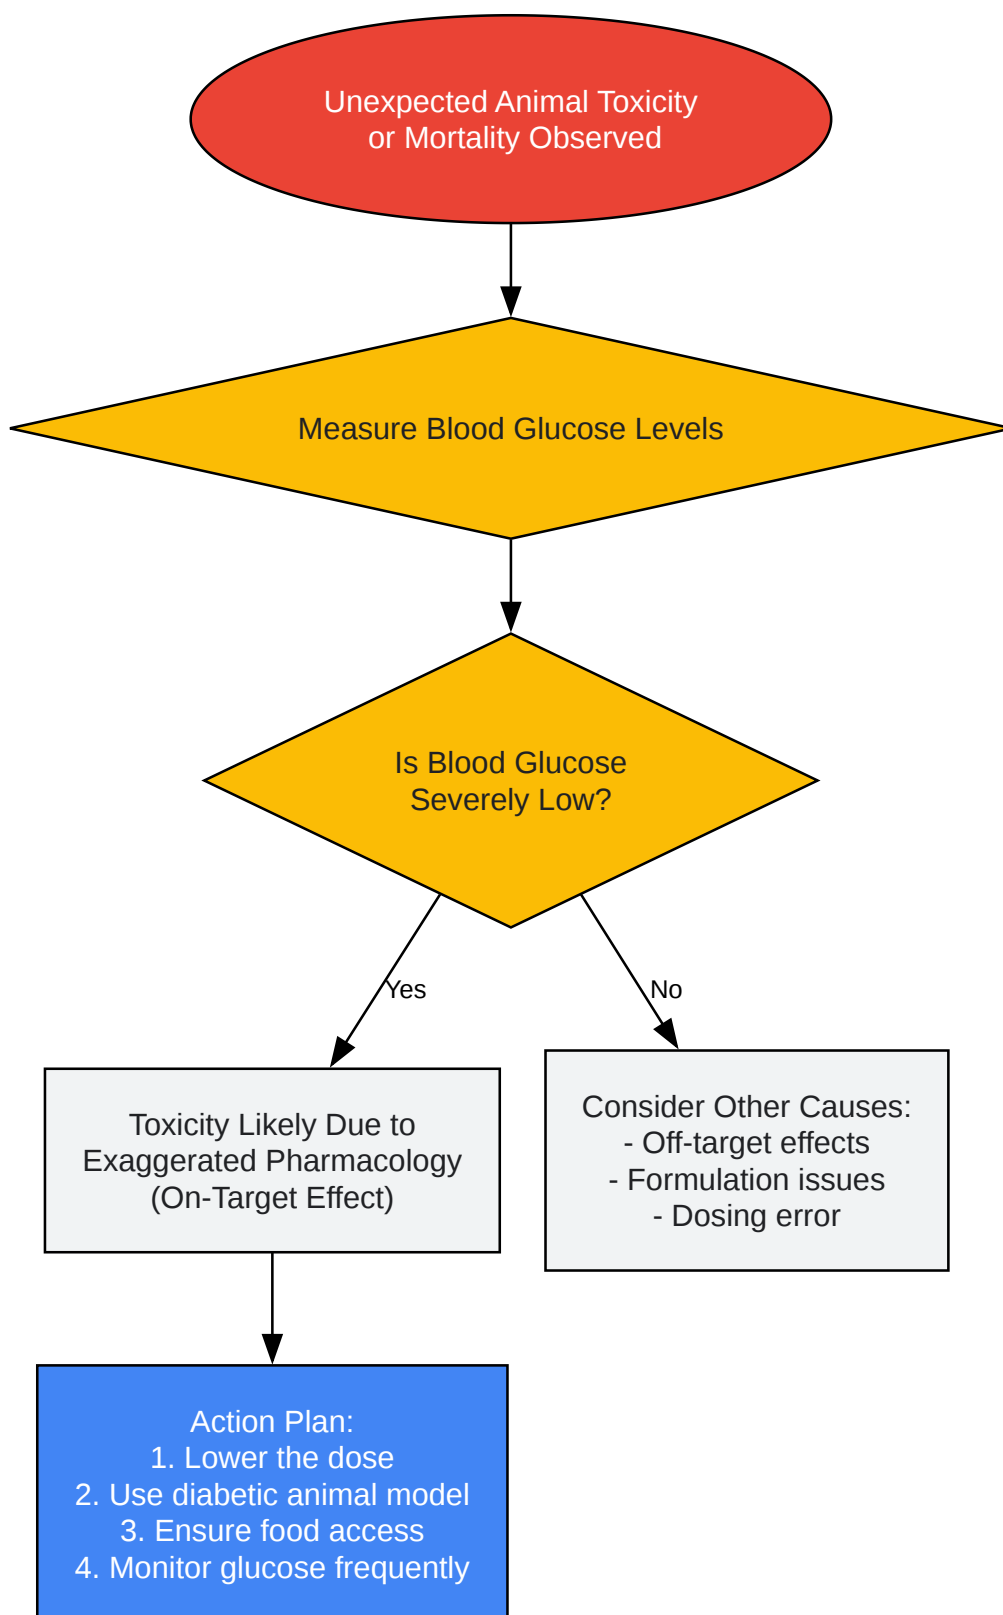 Unexpected Animal Toxicity
or Mortality Observed
Measure Blood Glucose Levels
Is Blood Glucose
Severely Low?
Yes
No
Toxicity Likely Due to
Exaggerated Pharmacology
(On-Target Effect)
Consider Other Causes:
- Off-target effects
- Formulation issues
- Dosing error
Action Plan:
1. Lower the dose
2. Use diabetic animal model
3. Ensure food access
4. Monitor glucose frequently